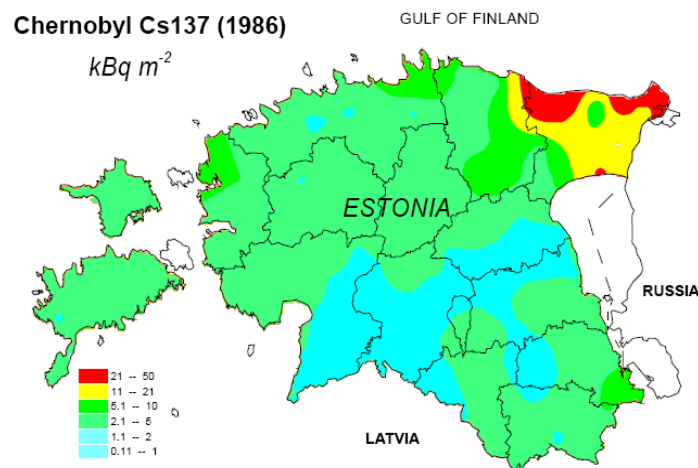 Chernobyl Cs137 (1986)
GULF OF FINLAND
kBq m-2
ESTONIA
RUSSIA
21 -- 50
11 -- 21
5.1 -- 10
2.1 -- 5
1.1 -- 2
0.11 -- 1
LATVIA